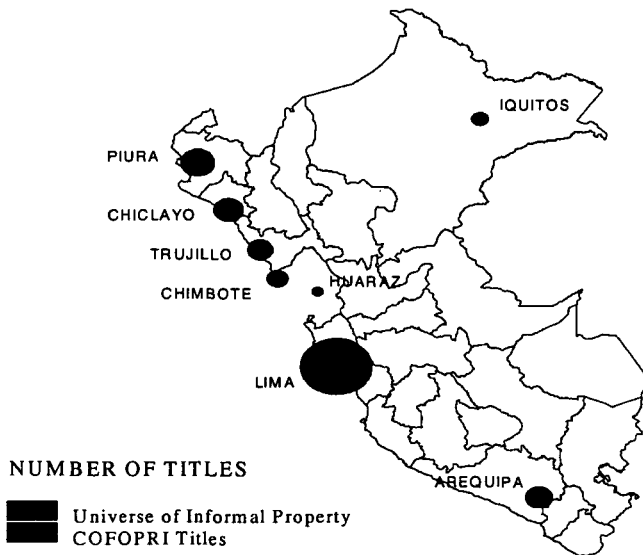 IQUITOS
PIURA
CHICLAYO
TRUJILLO
HUARAZ
CHIMBOTE
LIMA
AREQUIPA
NUMBER OF TITLES
Universe of Informal Property
COFOPRI Titles